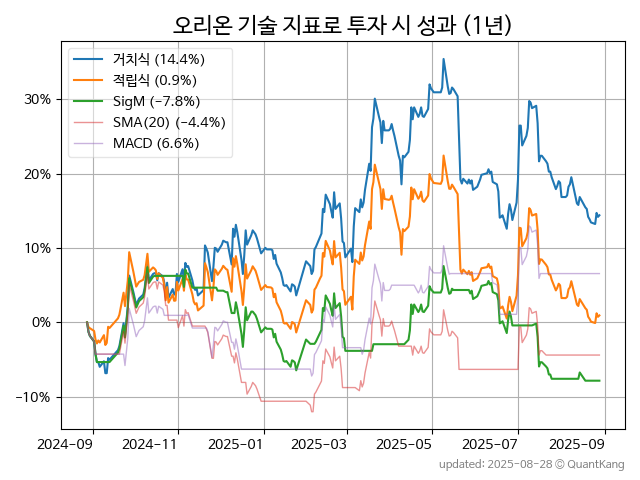 오리온 기술 지표로 투자 시 성과 (1년)
거치식 (14.4%)
적립식 (0.9%)
SigM (−7.8%)
SMA(20) (−4.4%)
MACD (6.6%)
30%
20%
10%
0%
−10%
2024-09 2024-11 2025-01 2025-03 2025-05 2025-07 2025-09
updated: 2025-08-28 © QuantKang